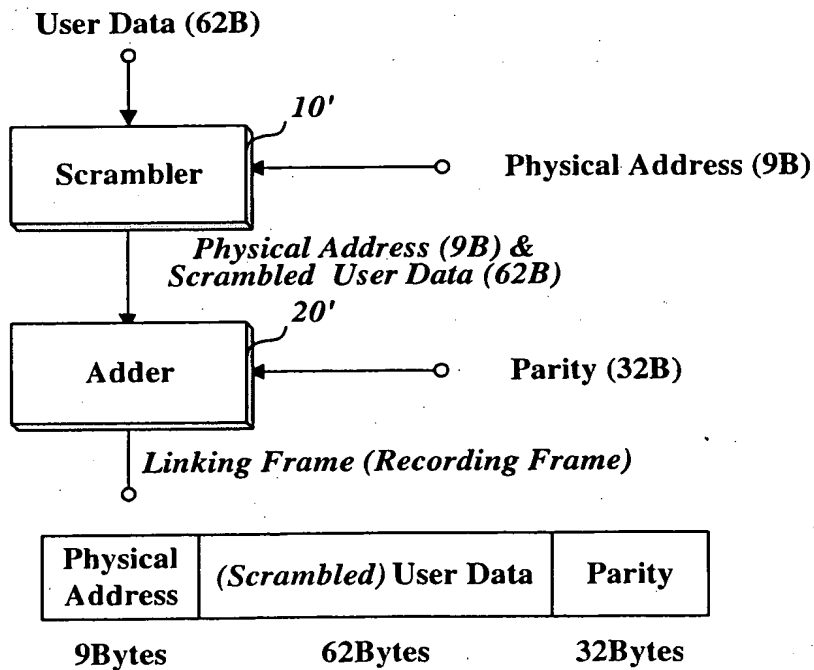 User Data (62B)
10'
Scrambler
Physical Address (9B)
Physical Address (9B) &
Scrambled User Data (62B)
20'
Adder
Parity (32B)
Linking Frame (Recording Frame)
Physical Address
(Scrambled) User Data
Parity
9Bytes
62Bytes
32Bytes